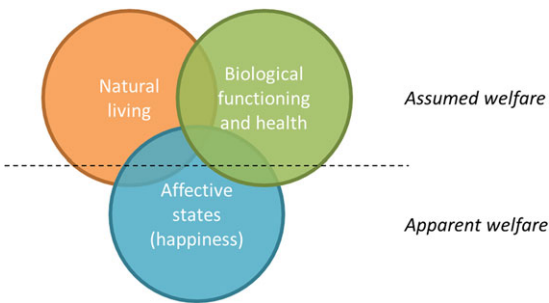 Natural
living
Biological
functioning
and health
Assumed welfare
Affective
states
(happiness)
Apparent welfare